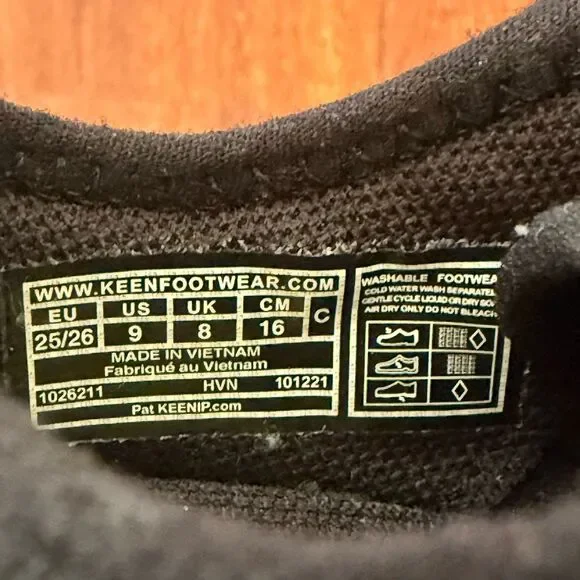 WWW.KEENFOOTWEAR.COM
EU US UK CM C
25/26 9 8 16
MADE IN VIETNAM
Fabriqué au Vietnam
1026211 HVN 101221
Pat KEENIP.com
WASHABLE FOOTWEA
COLD WATER WASH SEPARATEL
GENTLE CYCLE LIQUID OR DRY SO
AIR DRY ONLY DO NOT BLEACH